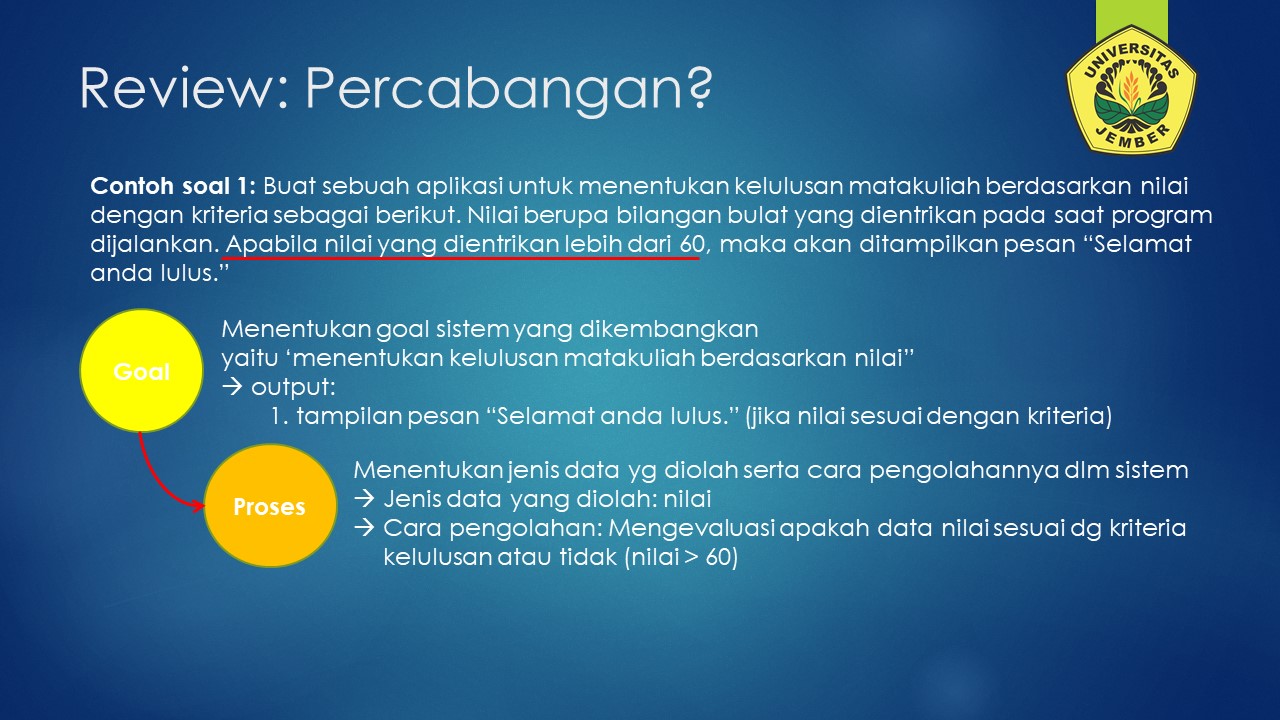 Review: Percabangan?
UNIVERSITAS
JEMBER
Contoh soal 1: Buat sebuah aplikasi untuk menentukan kelulusan matakuliah berdasarkan nilai
dengan kriteria sebagai berikut. Nilai berupa bilangan bulat yang dientrikan pada saat program
dijalankan. Apabila nilai yang dientrikan lebih dari 60, maka akan ditampilkan pesan “Selamat
anda lulus.”
Goal
Menentukan goal sistem yang dikembangkan
yaitu ‘menentukan kelulusan matakuliah berdasarkan nilai”
→ output:
1. tampilan pesan “Selamat anda lulus.” (jika nilai sesuai dengan kriteria)
Proses
Menentukan jenis data yg diolah serta cara pengolahannya dlm sistem
→ Jenis data yang diolah: nilai
→ Cara pengolahan: Mengevaluasi apakah data nilai sesuai dg kriteria
kelulusan atau tidak (nilai > 60)